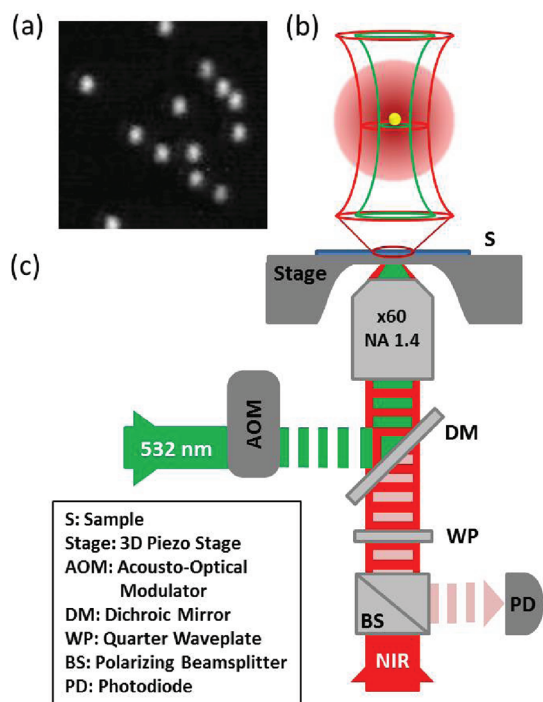 (a)
(b)
S
(c)
Stage
x60
NA 1.4
532 nm
AOM
DM
WP
BS
PD
NIR
S: Sample
Stage: 3D Piezo Stage
AOM: Acousto-Optical
Modulator
DM: Dichroic Mirror
WP: Quarter Waveplate
BS: Polarizing Beamsplitter
PD: Photodiode